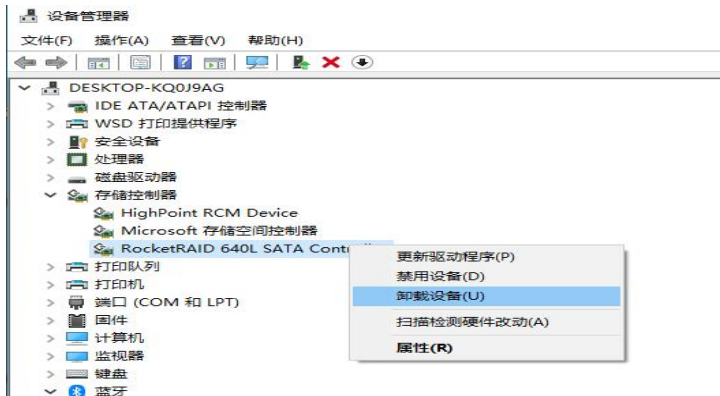 设备管理器
文件(F) 操作(A) 查看(V) 帮助(H)
DESKTOP-KQ0J9AG
IDE ATA/ATAPI 控制器
WSD 打印提供程序
安全设备
处理器
磁盘驱动器
存储控制器
HighPoint RCM Device
Microsoft 存储空间控制器
RocketRAID 640L SATA
更新驱动程序(P)
禁用设备(D)
卸载设备(U)
扫描检测硬件改动(A)
属性(R)
打印队列
打印机
端口 (COM 和 LPT)
固件
计算机
监视器
键盘
蓝牙